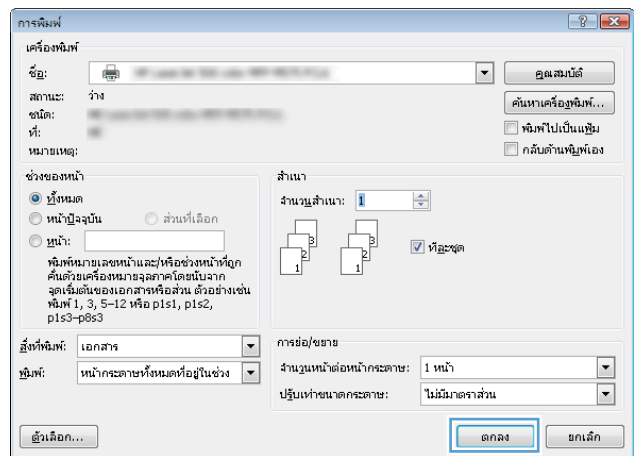 การพิมพ์
เครื่องพิมพ์
ชื่อ:
คุณสมบัติ
สถานะ: ว่าง
ค้นหาเครื่องพิมพ์...
ชนิด:
ที่:
พิมพ์ไปเป็นแฟ้ม
หมายเหตุ:
กลับด้านพิมพ์เอง
ช่วงของหน้า
ทั้งหมด
หน้าปัจจุบัน ส่วนที่เลือก
หน้า:
พิมพ์หมายเลขหน้าและ/หรือช่วงหน้าที่ถูก
คั่นด้วยเครื่องหมายจุลภาคโดยนับจาก
จุดเริ่มต้นของเอกสารหรือส่วน ตัวอย่างเช่น
พิมพ์ 1, 3, 5–12 หรือ p1s1, p1s2,
p1s3–p8s3
สำเนา
จำนวนสำเนา: 1
3 3
2 2
1 1
ทีละชุด
สิ่งที่พิมพ์: เอกสาร
พิมพ์: หน้ากระดาษทั้งหมดที่อยู่ในช่วง
การย่อ/ขยาย
จำนวนหน้าต่อหน้ากระดาษ: 1 หน้า
ปรับเท่าขนาดกระดาษ: ไม่มีมาตราส่วน
ตัวเลือก...
ตกลง
ยกเลิก